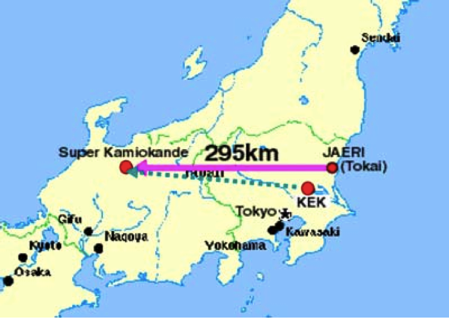 Sendai
Super Kamiokande
295km
JAERI
(Tokai)
KEK
Tokyo
Gifu
Kyoto
Nagoya
Yokohama
Kawasaki
Osaka